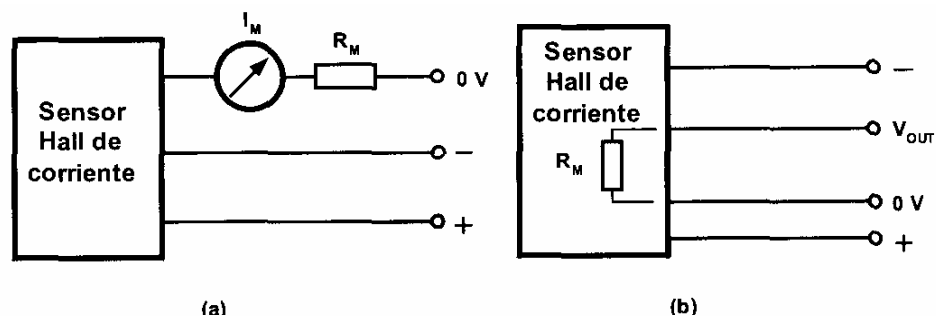 I_M
R_M
0 V
Sensor
Hall de
corriente
−
+
(a)
Sensor
Hall de
corriente
R_M
−
V_OUT
0 V
+
(b)